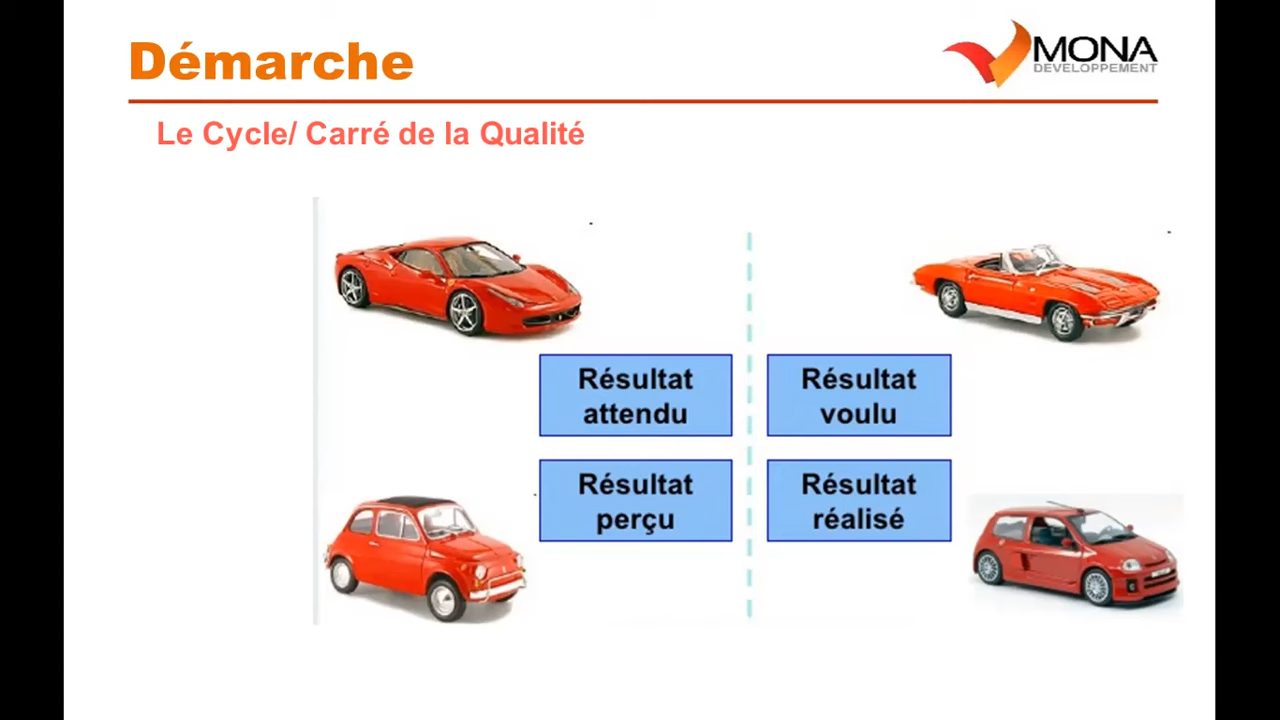 Démarche
MONA
DEVELOPPEMENT
Le Cycle/ Carré de la Qualité
Résultat
attendu
Résultat
voulu
Résultat
perçu
Résultat
réalisé